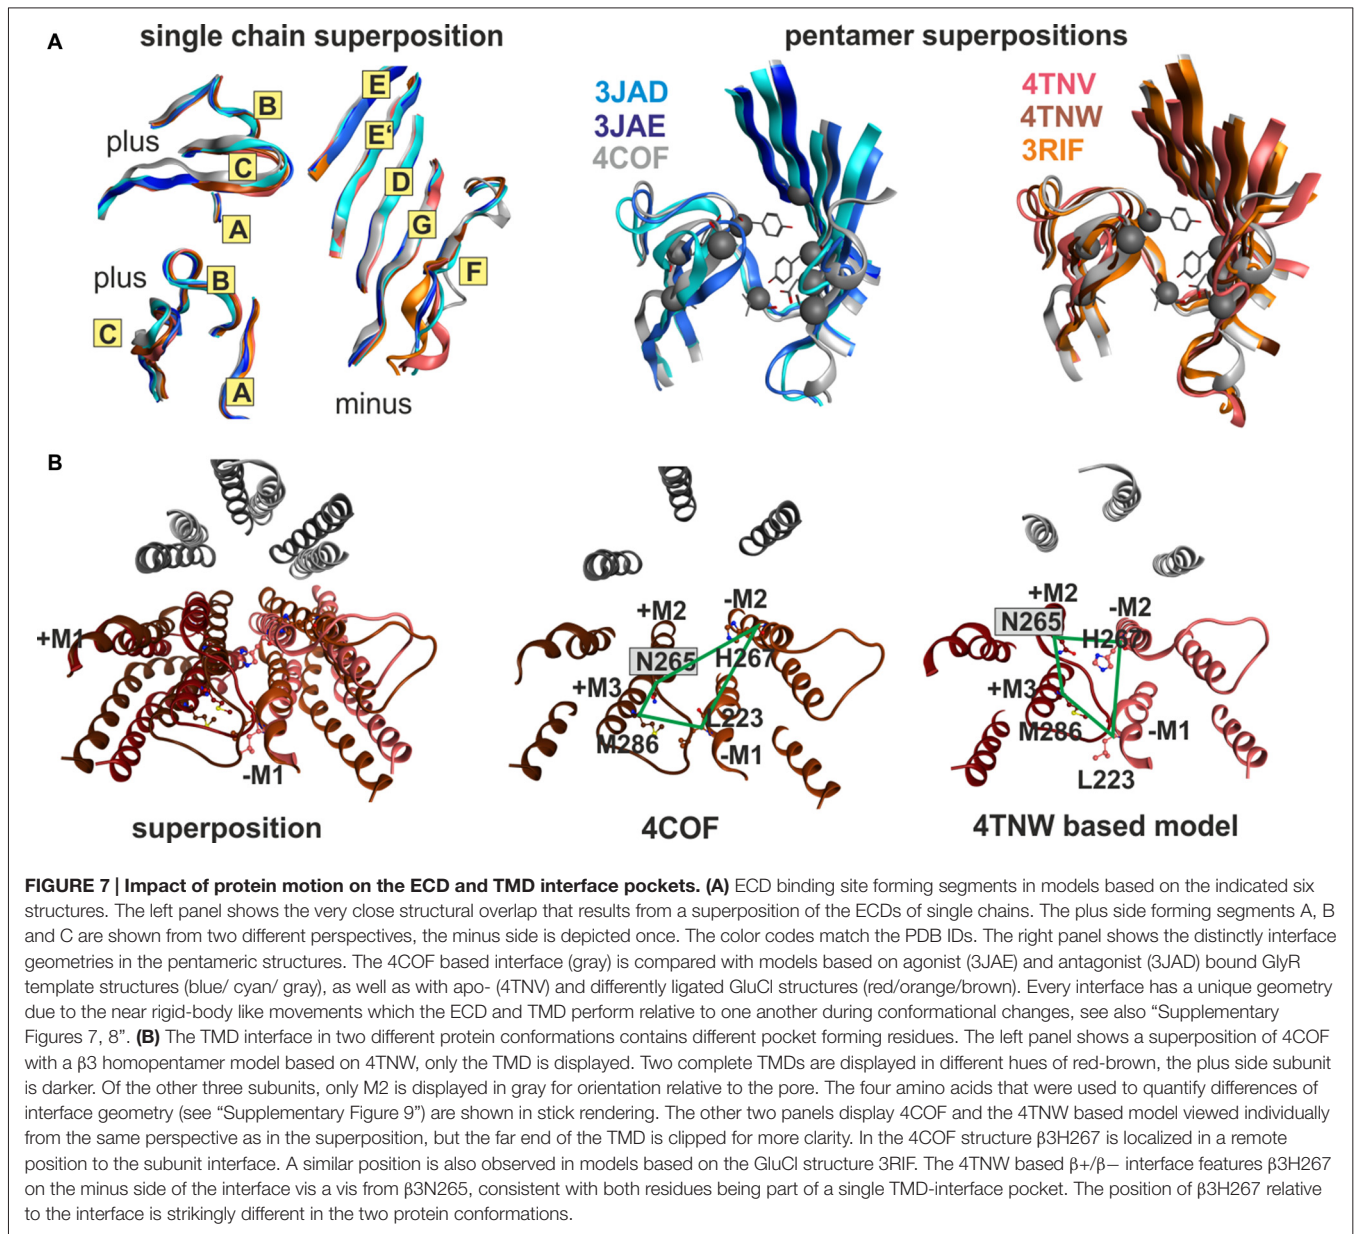 A
single chain superposition
pentamer superpositions
B
plus
C
A
plus
B
C
A
E
E'
D
G
F
minus
3JAD
3JAE
4COF
4TNV
4TNW
3RIF
B
+M1
-M1
superposition
+M2
-M2
N265
H267
+M3
L223
M286
-M1
4COF
+M2
-M2
N265
H267
+M3
M286
-M1
L223
4TNW based model
FIGURE 7 | Impact of protein motion on the ECD and TMD interface pockets. (A) ECD binding site forming segments in models based on the indicated six
structures. The left panel shows the very close structural overlap that results from a superposition of the ECDs of single chains. The plus side forming segments A, B
and C are shown from two different perspectives, the minus side is depicted once. The color codes match the PDB IDs. The right panel shows the distinctly interface
geometries in the pentameric structures. The 4COF based interface (gray) is compared with models based on agonist (3JAE) and antagonist (3JAD) bound GlyR
template structures (blue/ cyan/ gray), as well as with apo- (4TNV) and differently ligated GluCl structures (red/orange/brown). Every interface has a unique geometry
due to the near rigid-body like movements which the ECD and TMD perform relative to one another during conformational changes, see also “Supplementary
Figures 7, 8”. (B) The TMD interface in two different protein conformations contains different pocket forming residues. The left panel shows a superposition of 4COF
with a β3 homopentamer model based on 4TNW, only the TMD is displayed. Two complete TMDs are displayed in different hues of red-brown, the plus side subunit
is darker. Of the other three subunits, only M2 is displayed in gray for orientation relative to the pore. The four amino acids that were used to quantify differences of
interface geometry (see “Supplementary Figure 9”) are shown in stick rendering. The other two panels display 4COF and the 4TNW based model viewed individually
from the same perspective as in the superposition, but the far end of the TMD is clipped for more clarity. In the 4COF structure β3H267 is localized in a remote
position to the subunit interface. A similar position is also observed in models based on the GluCl structure 3RIF. The 4TNW based β+/β− interface features β3H267
on the minus side of the interface vis a vis from β3N265, consistent with both residues being part of a single TMD-interface pocket. The position of β3H267 relative
to the interface is strikingly different in the two protein conformations.